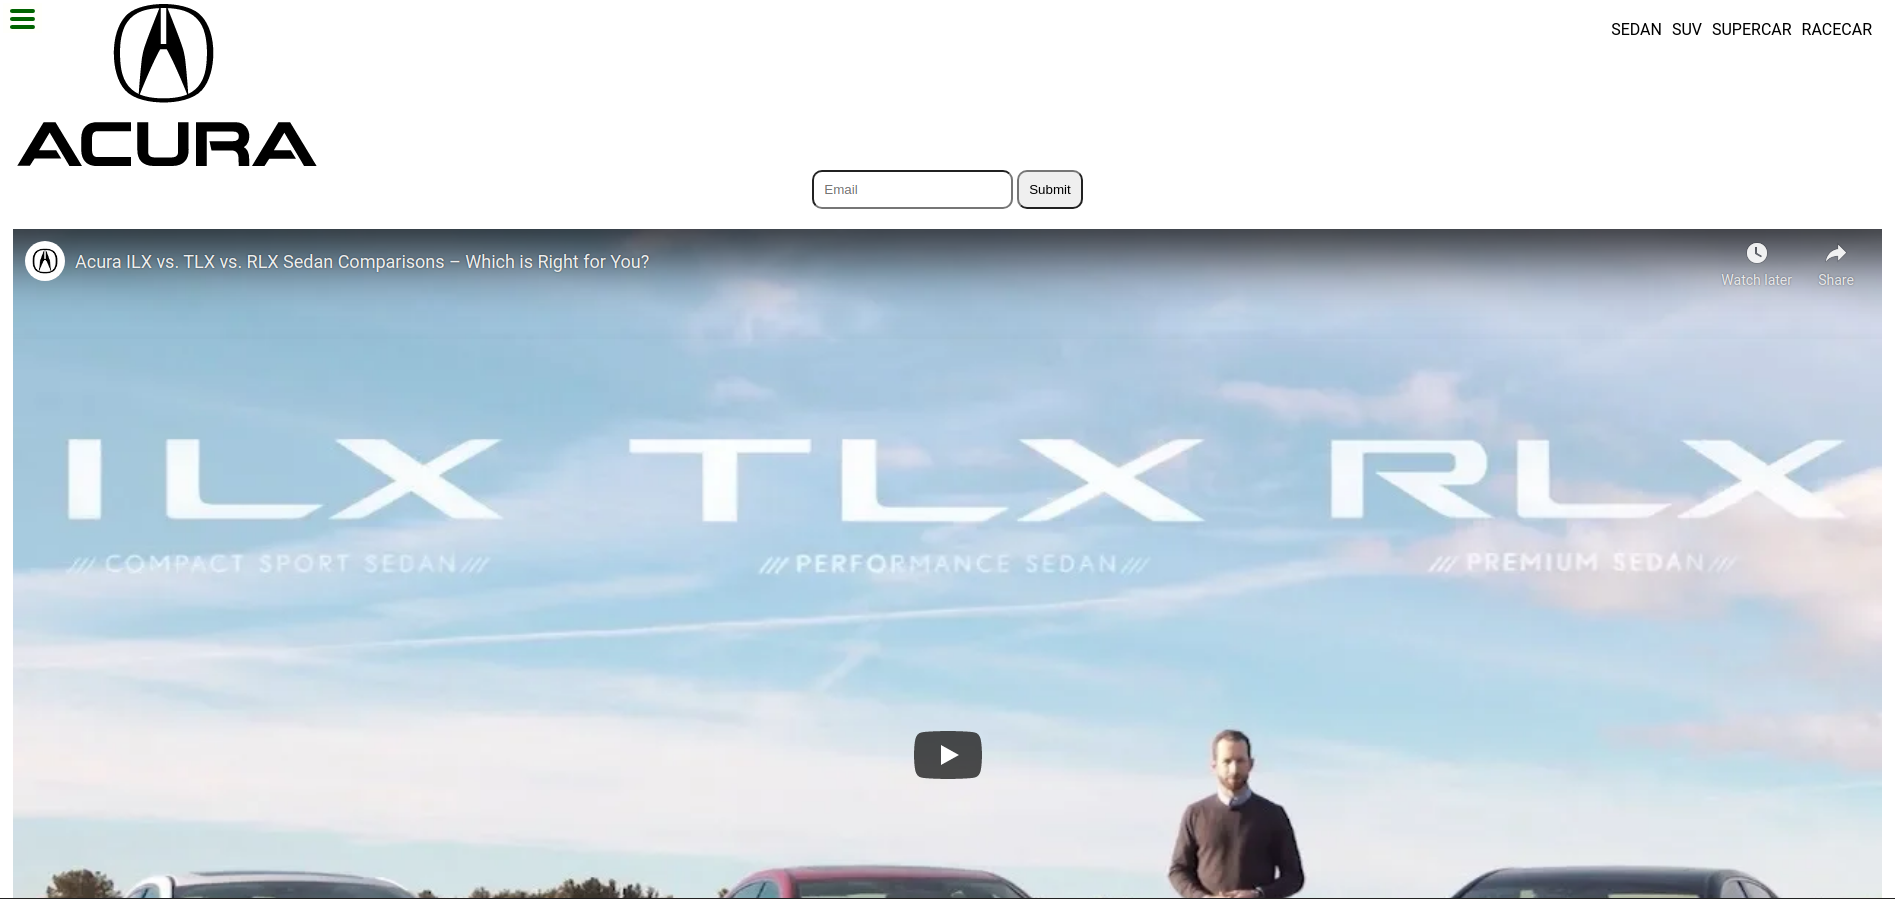 SEDAN SUV SUPERCAR RACECAR
ACURA
Email Submit
Acura ILX vs. TLX vs. RLX Sedan Comparisons – Which is Right for You?
Watch later Share
ILX TLX RLX
/// COMPACT SPORT SEDAN /// /// PERFORMANCE SEDAN /// /// PREMIUM SEDAN ///